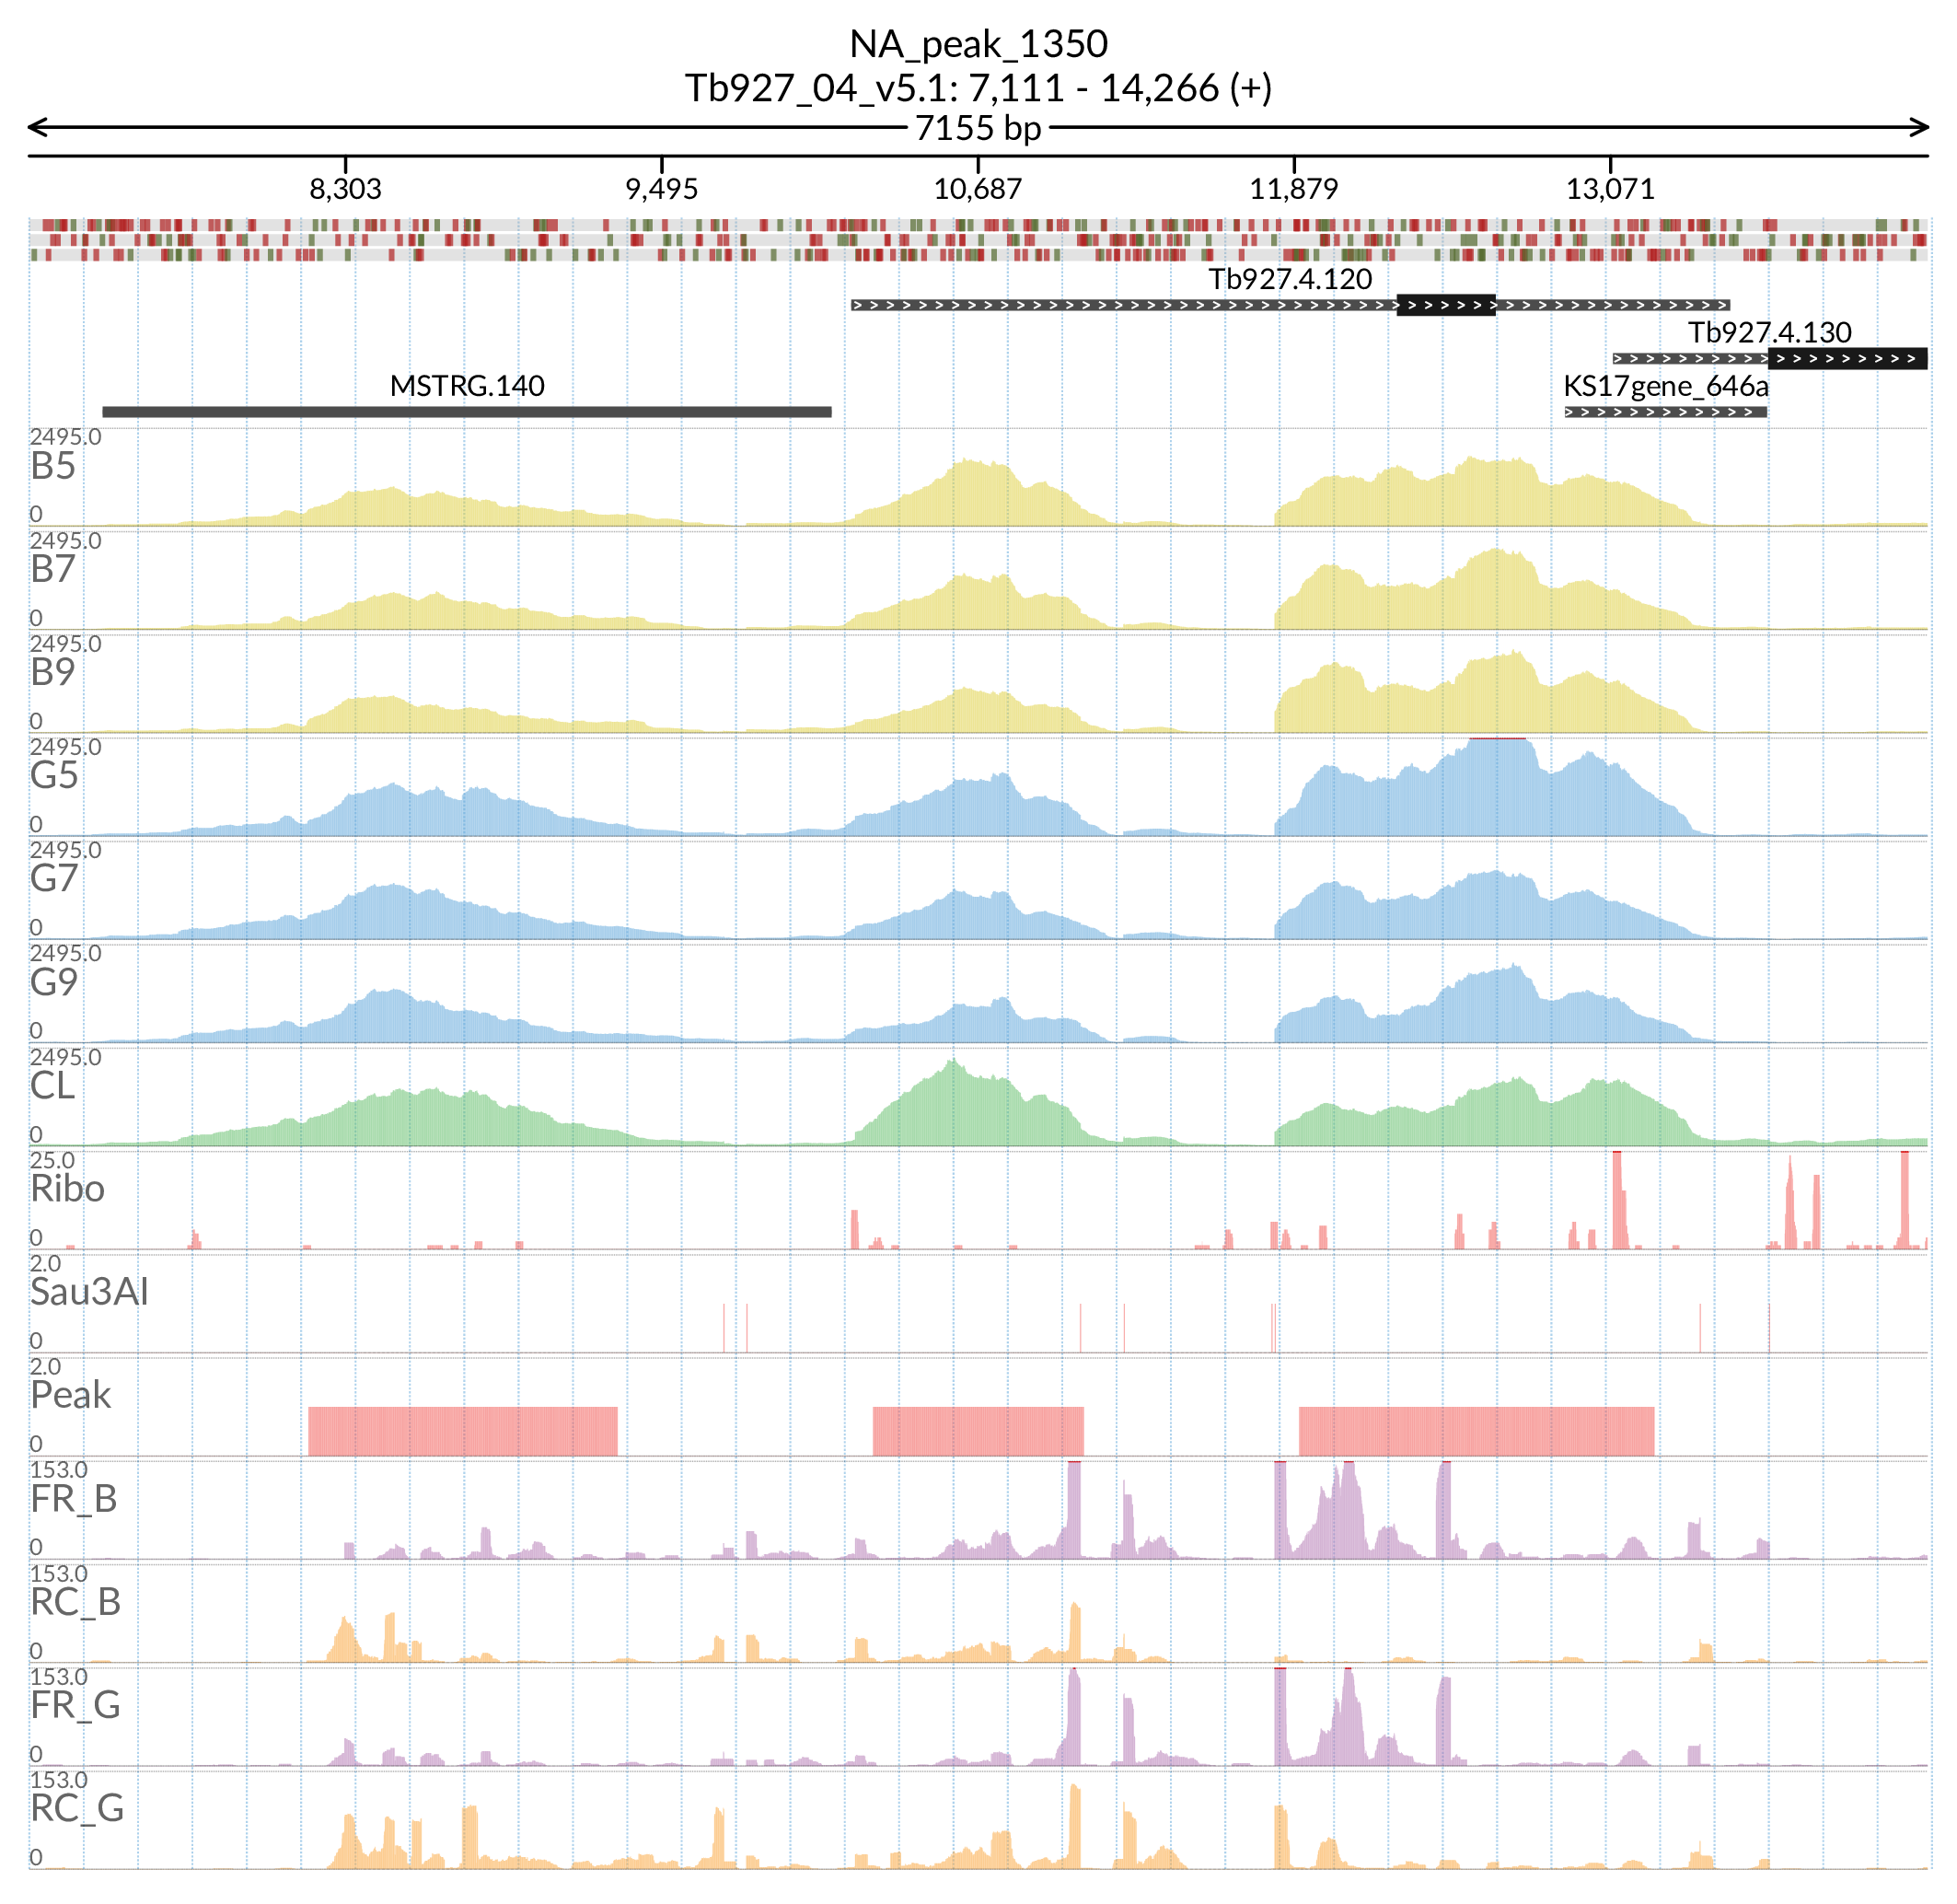 NA_peak_1350
Tb927_04_v5.1: 7,111 - 14,266 (+)
7155 bp
8,303 9,495 10,687 11,879 13,071
Tb927.4.120
Tb927.4.130
MSTRG.140 KS17gene_646a
2495.0
B5
0
2495.0
B7
0
2495.0
B9
0
2495.0
G5
0
2495.0
G7
0
2495.0
G9
0
2495.0
CL
0
25.0
Ribo
0
2.0
Sau3AI
0
2.0
Peak
0
153.0
FR_B
0
153.0
RC_B
0
153.0
FR_G
0
153.0
RC_G
0